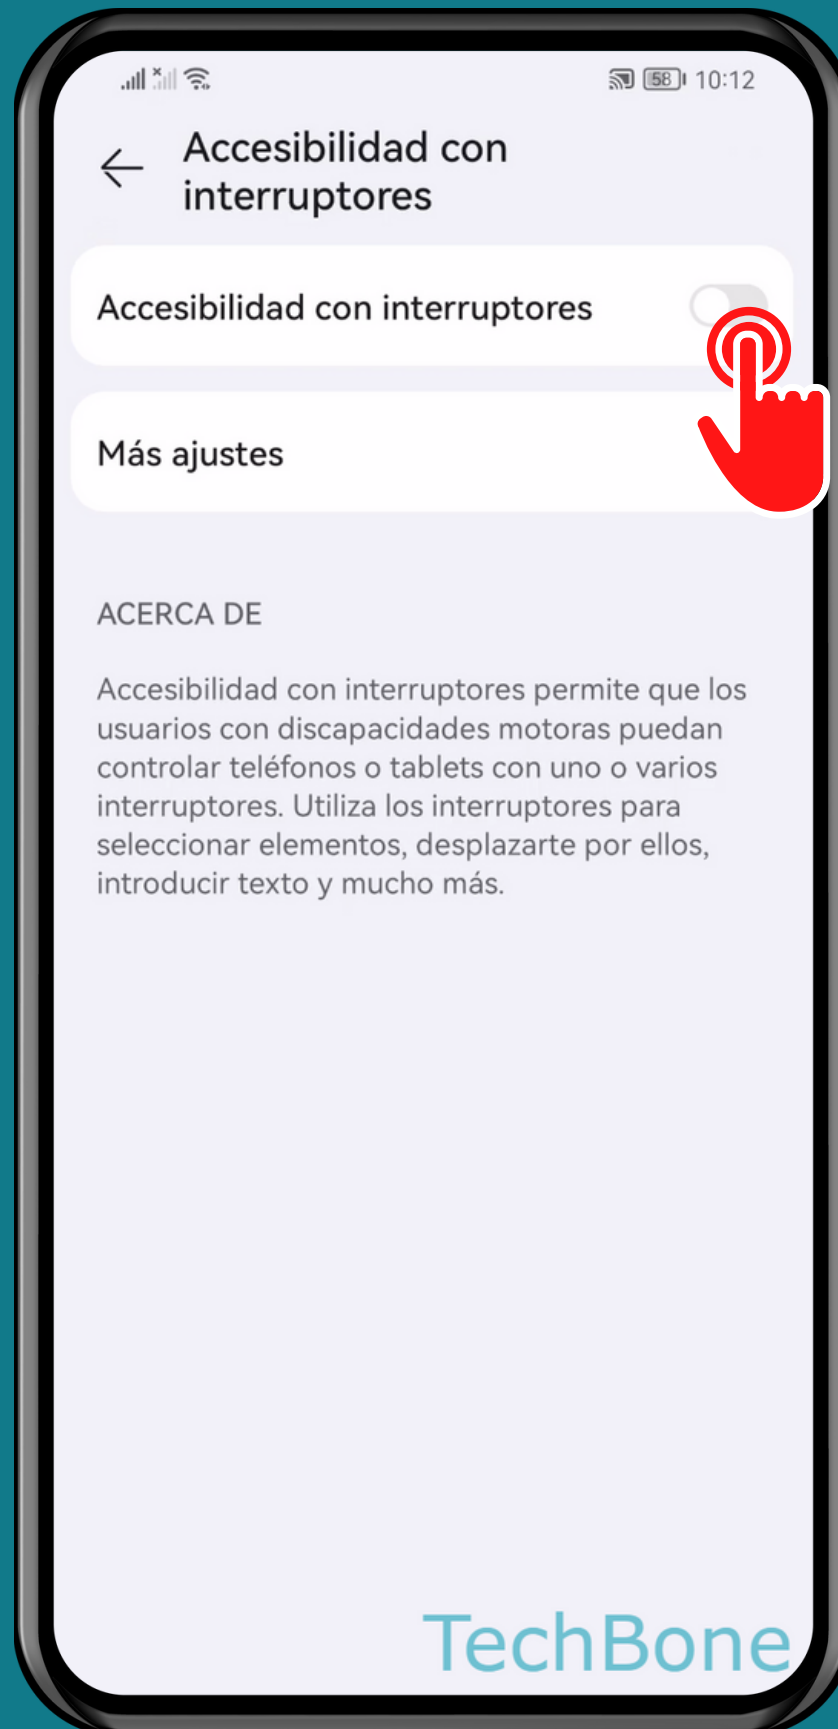 58 10:12
Accesibilidad con
interruptores
Accesibilidad con interruptores
Más ajustes
ACERCA DE
Accesibilidad con interruptores permite que los
usuarios con discapacidades motoras puedan
controlar teléfonos o tablets con uno o varios
interruptores. Utiliza los interruptores para
seleccionar elementos, desplazarte por ellos,
introducir texto y mucho más.
TechBone